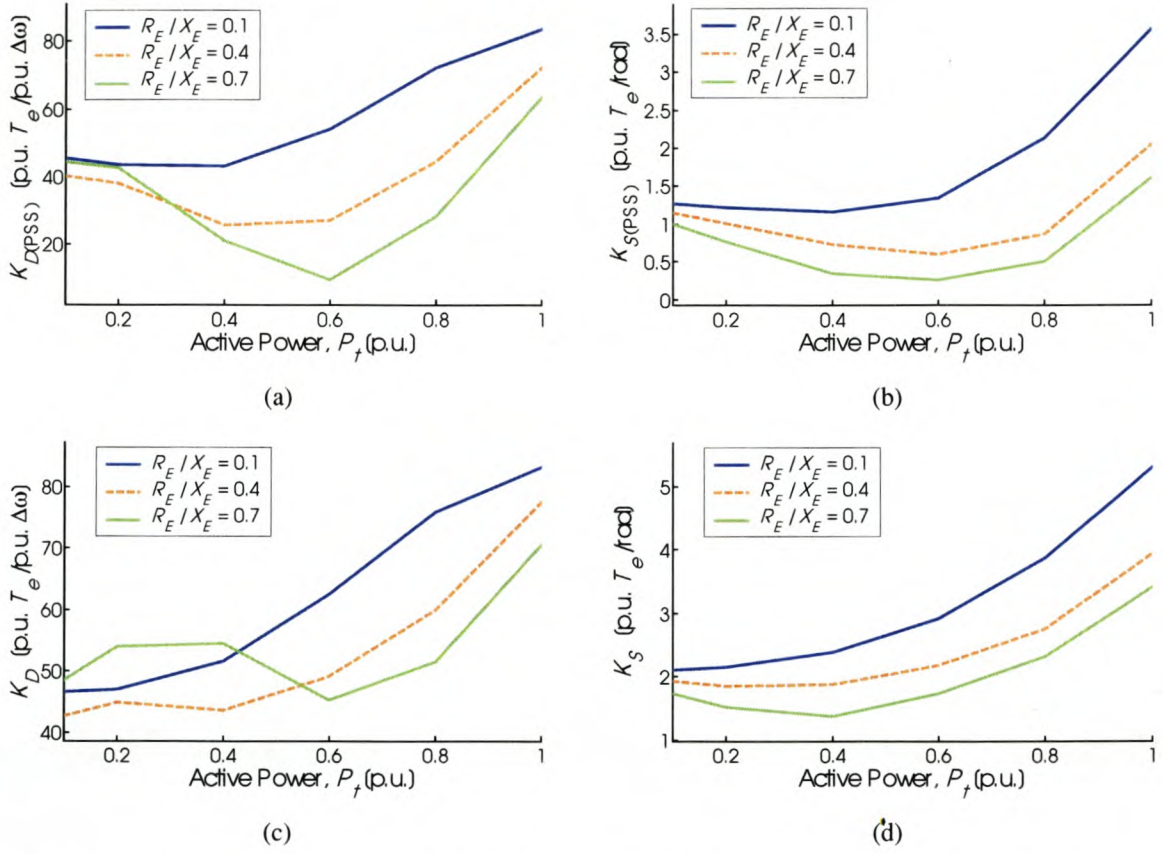 R_E / X_E = 0.1
R_E / X_E = 0.4
R_E / X_E = 0.7
K_D(PSS) (p.u. T_e /p.u. Δω)
80
60
40
20
0.2 0.4 0.6 0.8 1
Active Power, P_t (p.u.)
(a)
R_E / X_E = 0.1
R_E / X_E = 0.4
R_E / X_E = 0.7
K_S(PSS) (p.u. T_e /rad)
3.5
3
2.5
2
1.5
1
0.5
0
0.2 0.4 0.6 0.8 1
Active Power, P_t (p.u.)
(b)
R_E / X_E = 0.1
R_E / X_E = 0.4
R_E / X_E = 0.7
K_D (p.u. T_e /p.u. Δω)
80
70
60
50
40
0.2 0.4 0.6 0.8 1
Active Power, P_t (p.u.)
(c)
R_E / X_E = 0.1
R_E / X_E = 0.4
R_E / X_E = 0.7
K_S (p.u. T_e /rad)
5
4
3
2
1
0.2 0.4 0.6 0.8 1
Active Power, P_t (p.u.)
(d)